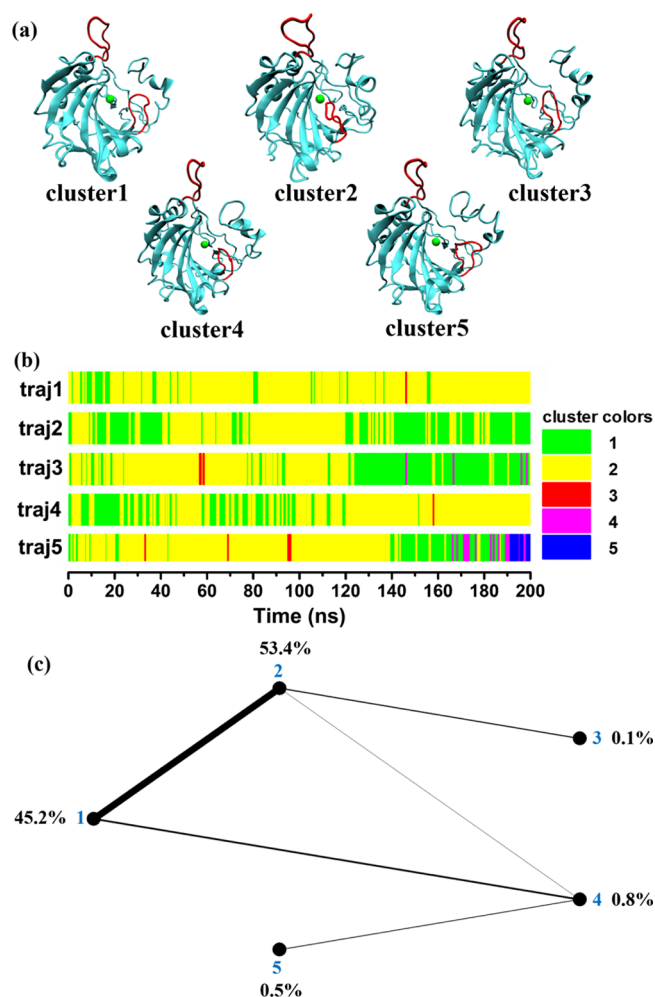 (a)
cluster1
cluster2
cluster3
cluster4
cluster5
(b)
traj1
traj2
traj3
traj4
traj5
cluster colors
1
2
3
4
5
0 20 40 60 80 100 120 140 160 180 200
Time (ns)
(c)
53.4%
2
3 0.1%
45.2% 1
4 0.8%
5
0.5%